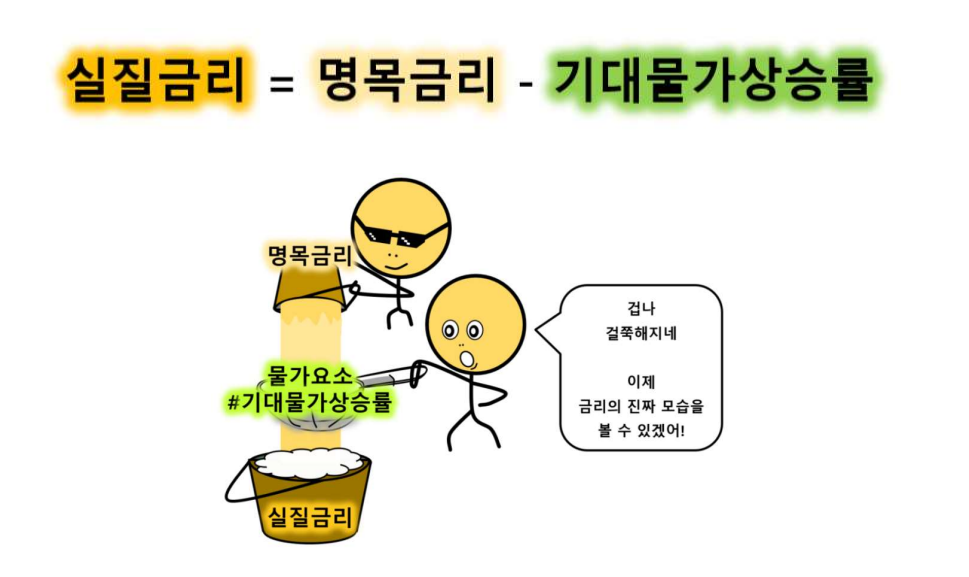 실질금리 = 명목금리 - 기대물가상승률
명목금리
물가요소
#기대물가상승률
실질금리
겁나
걸쭉해지네
이제
금리의 진짜 모습을
볼 수 있겠어!